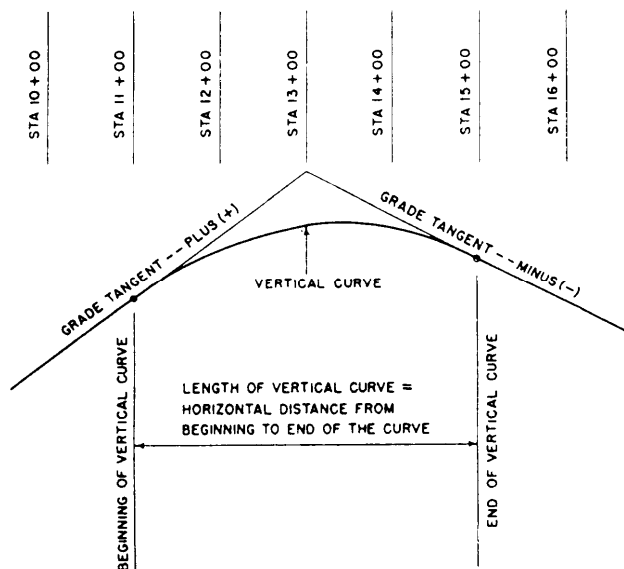 STA 10 + 00
STA 11 + 00
STA 12 + 00
STA 13 + 00
STA 14 + 00
STA 15 + 00
STA 16 + 00
GRADE TANGENT -- PLUS (+)
GRADE TANGENT -- MINUS (-)
VERTICAL CURVE
LENGTH OF VERTICAL CURVE =
HORIZONTAL DISTANCE FROM
BEGINNING TO END OF THE CURVE
BEGINNING OF VERTICAL CURVE
END OF VERTICAL CURVE